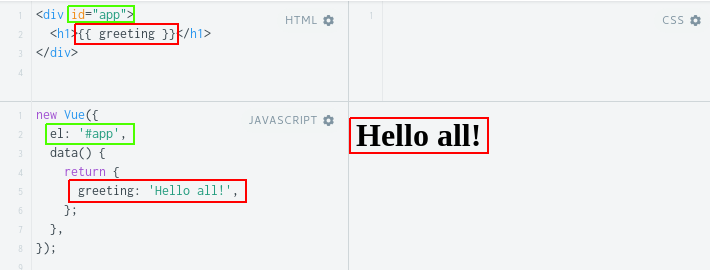 HTML
1 <div id="app">
2 <h1>{{ greeting }}</h1>
3 </div>
4
CSS
1
JAVASCRIPT
1 new Vue({
2 el: '#app',
3 data() {
4 return {
5 greeting: 'Hello all!',
6 };
7 },
8 });
9
Hello all!